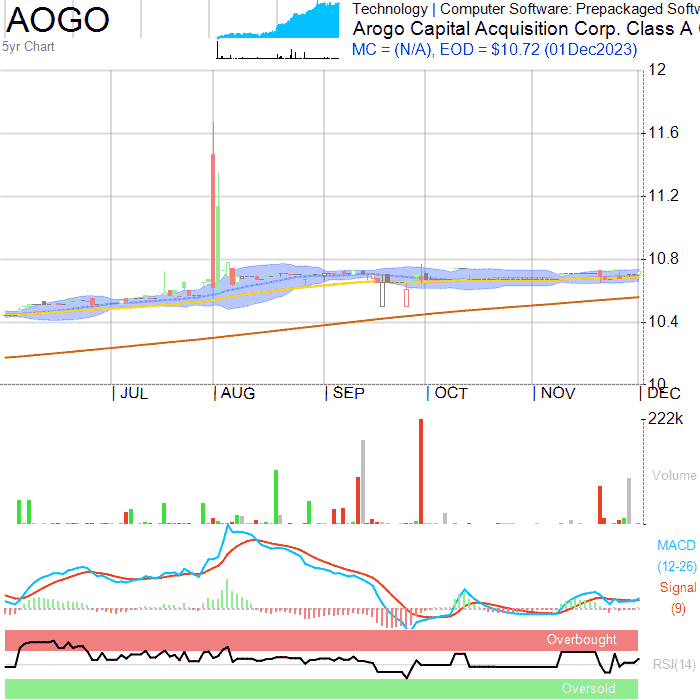 AOGO
5yr Chart
Technology | Computer Software: Prepackaged Softw
Arogo Capital Acquisition Corp. Class A
MC = (N/A), EOD = $10.72 (01Dec2023)
12
11.6
11.2
10.8
10.4
10
JUL AUG SEP OCT NOV DEC
222k
Volume
MACD
(12-26)
Signal
(9)
Overbought
RSI(14)
Oversold